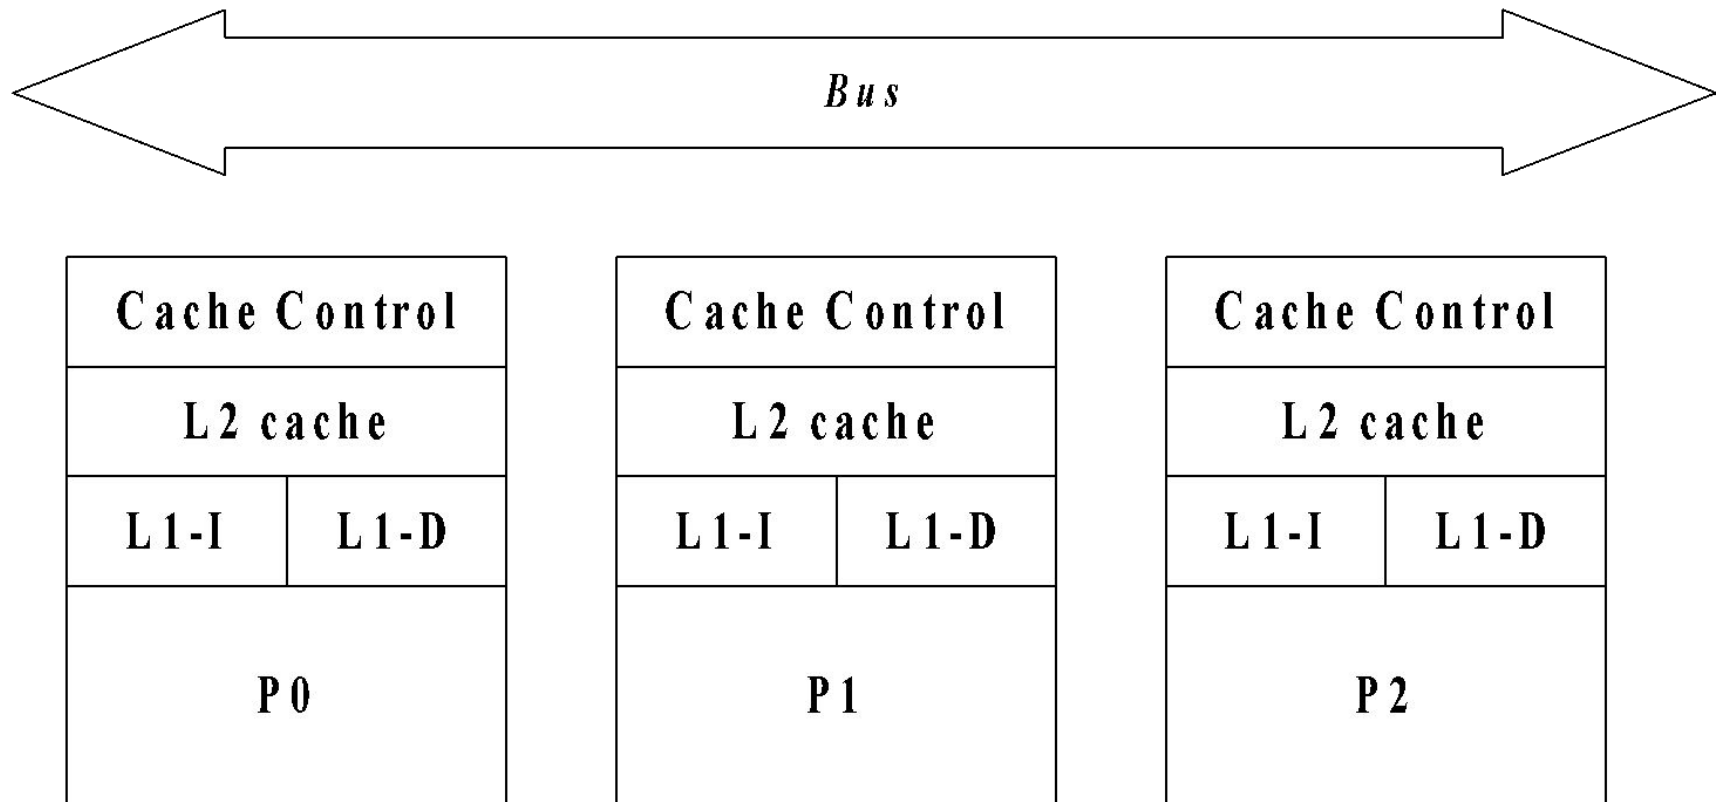 Bus
Cache Control
L2 cache
L1-I L1-D
P0
Cache Control
L2 cache
L1-I L1-D
P1
Cache Control
L2 cache
L1-I L1-D
P2